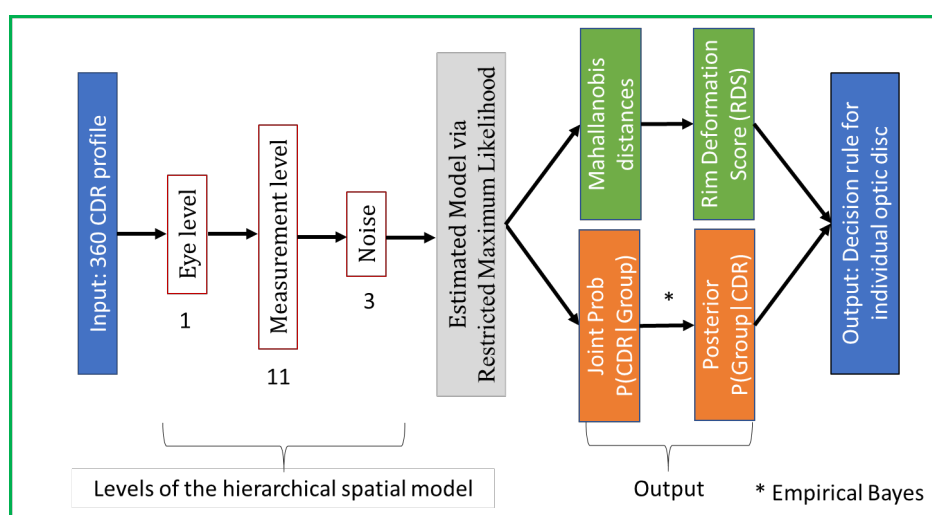 Input: 360 CDR profile
Eye level
1
Measurement level
11
Noise
3
Estimated Model via
Restricted Maximum Likelihood
Mahallanobis
distances
Rim Deformation
Score (RDS)
Joint Prob
P(CDR|Group)
*
Posterior
P(Group|CDR)
Output: Decision rule for
individual optic disc
Levels of the hierarchical spatial model
Output
* Empirical Bayes